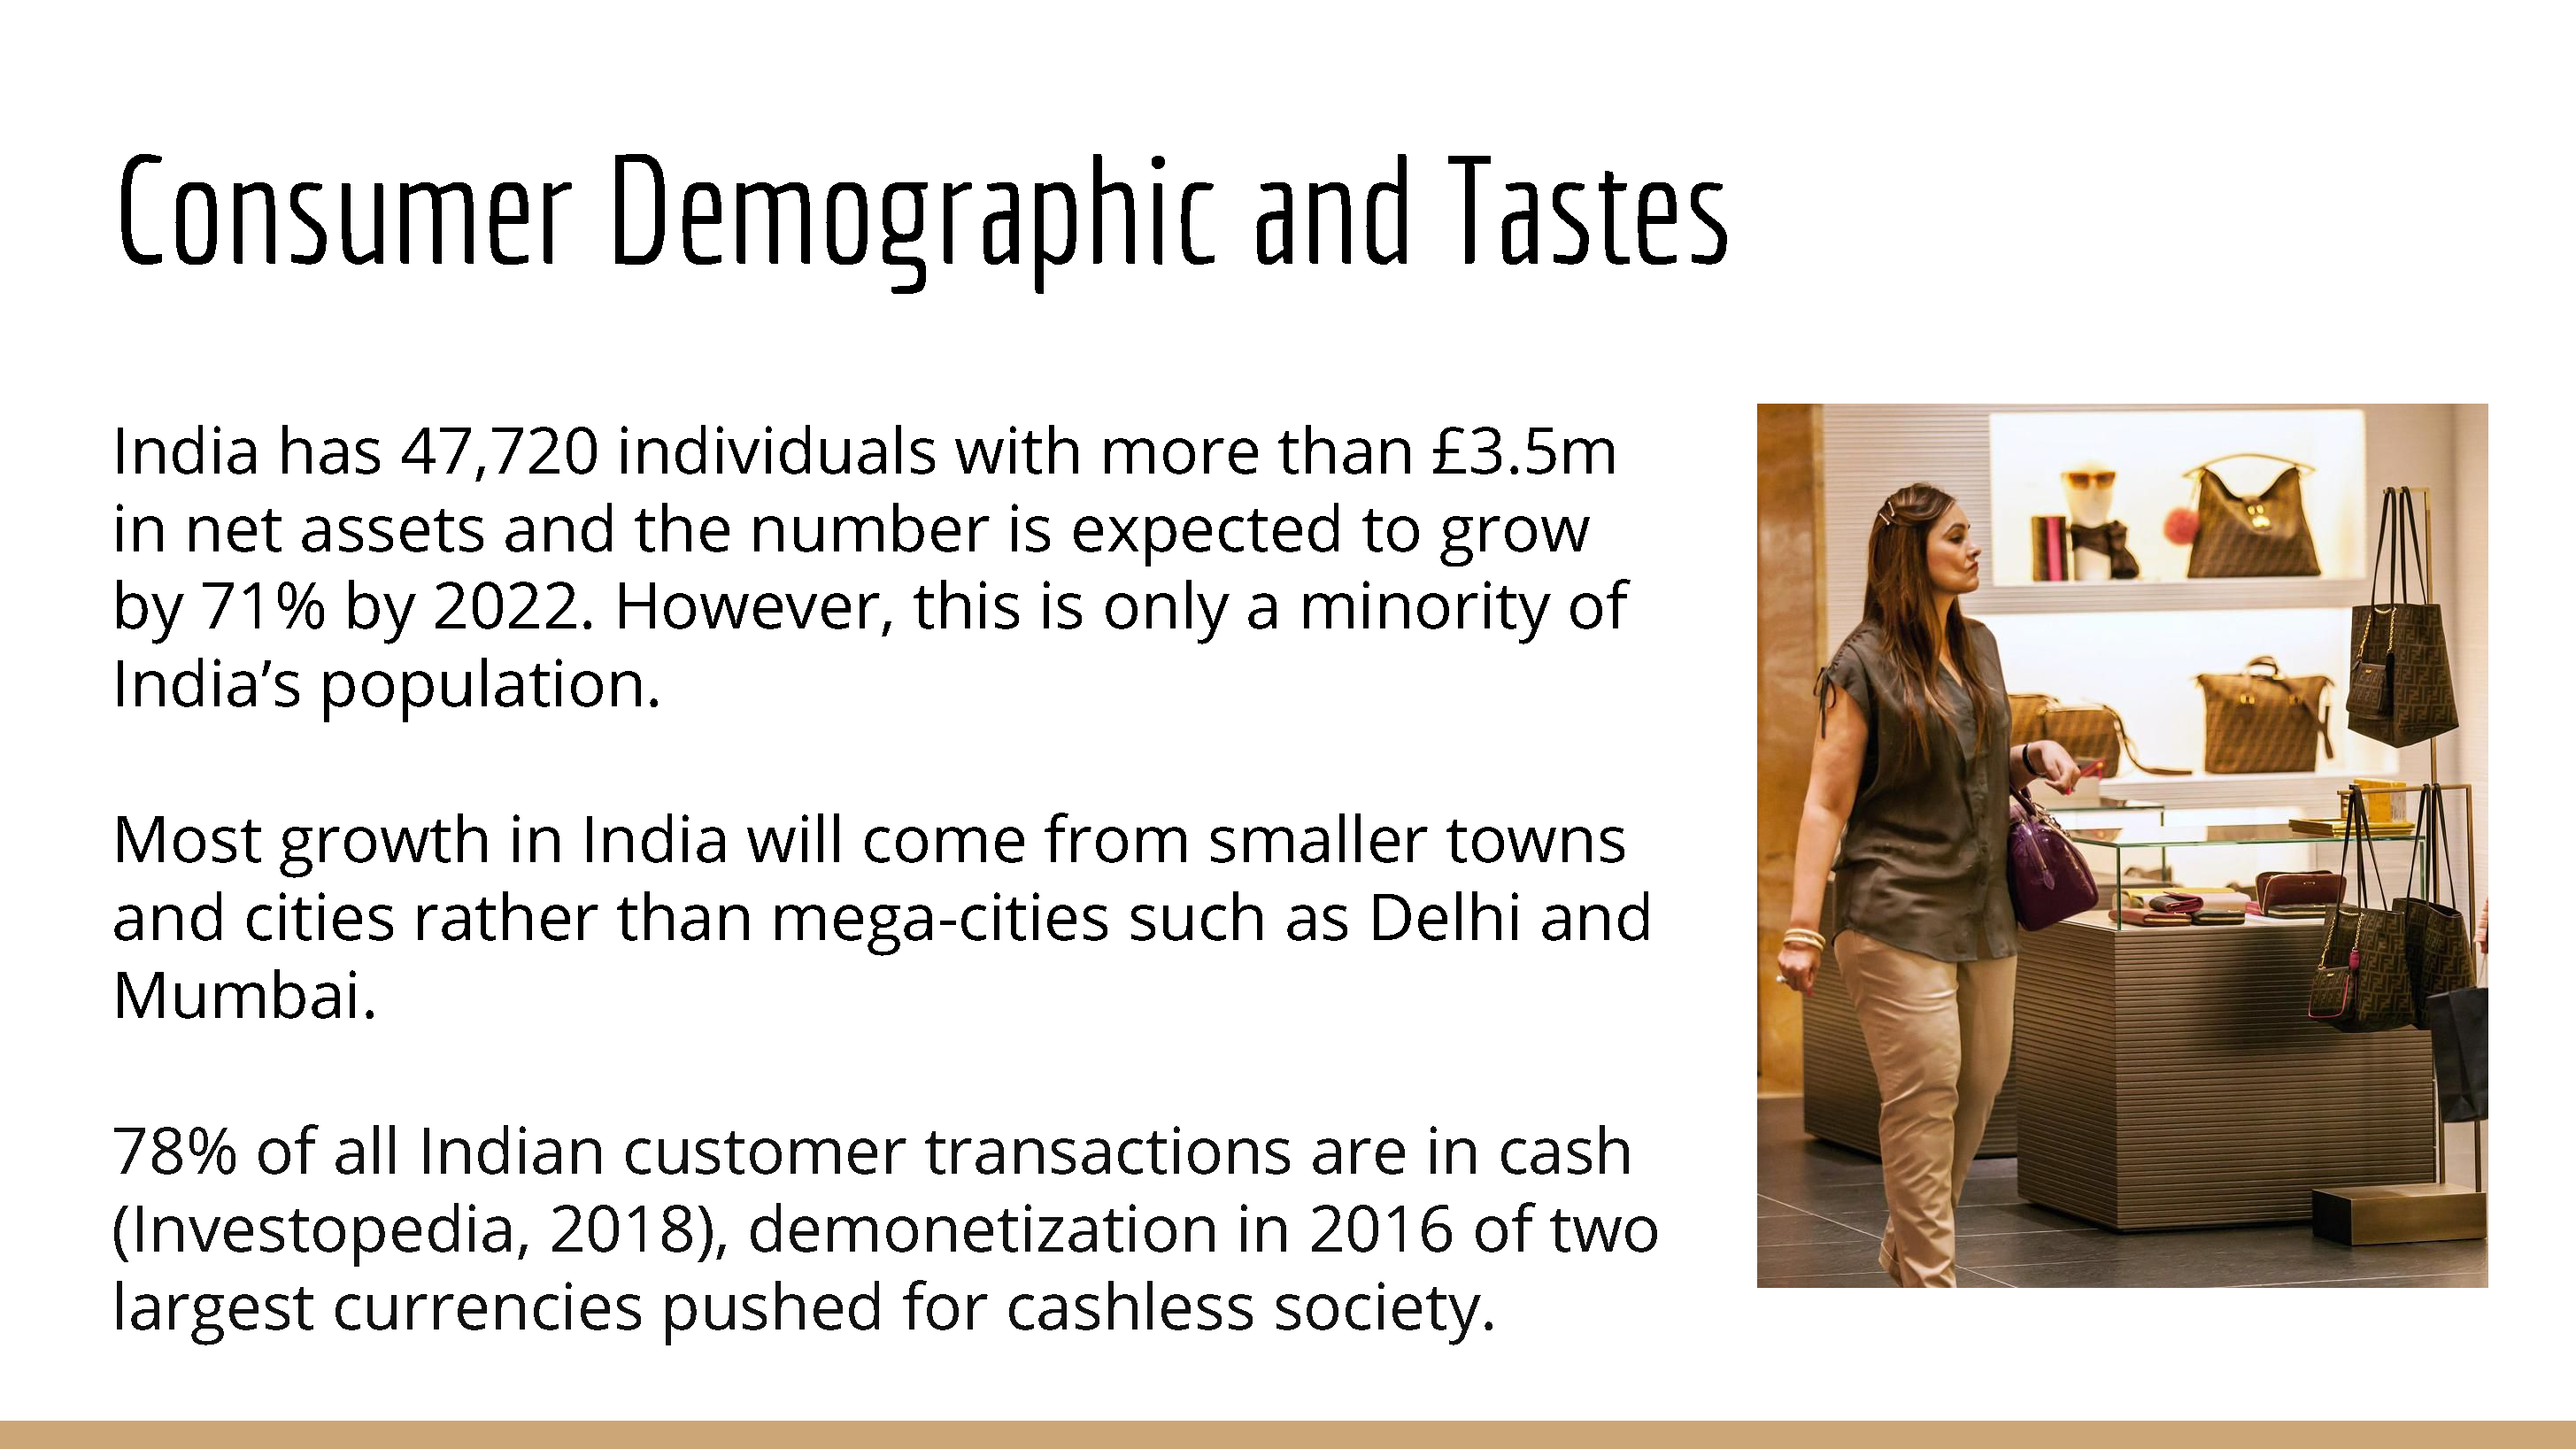 Consumer Demographic and Tastes
India has 47,720 individuals with more than £3.5m
in net assets and the number is expected to grow
by 71% by 2022. However, this is only a minority of
India’s population.
Most growth in India will come from smaller towns
and cities rather than mega-cities such as Delhi and
Mumbai.
78% of all Indian customer transactions are in cash
(Investopedia, 2018), demonetization in 2016 of two
largest currencies pushed for cashless society.